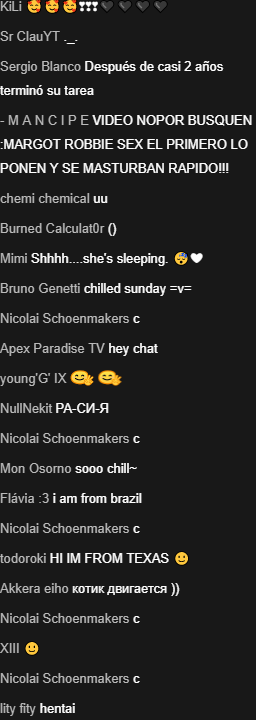 KiLi 🥰 🥰 🥰❣❣❣🖤 🖤 🖤 🖤
Sr ClauYT ._.
Sergio Blanco Después de casi 2 años
terminó su tarea
- M A N C I P E VIDEO NOPOR BUSQUEN
:MARGOT ROBBIE SEX EL PRIMERO LO
PONEN Y SE MASTURBAN RAPIDO!!!
chemi chemical uu
Burned Calculat0r ()
Mimi Shhhh....she's sleeping. 😴🤍
Bruno Genetti chilled sunday =v=
Nicolai Schoenmakers c
Apex Paradise TV hey chat
young'G' IX
NullNekit РА-СИ-Я
Nicolai Schoenmakers c
Mon Osorno sooo chill~
Flávia :3 i am from brazil
Nicolai Schoenmakers c
todoroki HI IM FROM TEXAS 🙂
Akkera eiho котик двигается ))
Nicolai Schoenmakers c
XIII 🙂
Nicolai Schoenmakers c
lity fity hentai